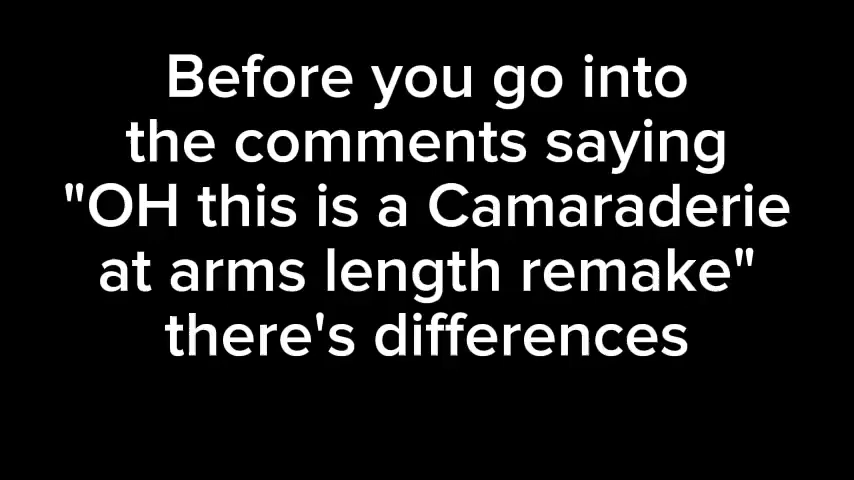 Before you go into
the comments saying
"OH this is a Camaraderie
at arms length remake"
there's differences